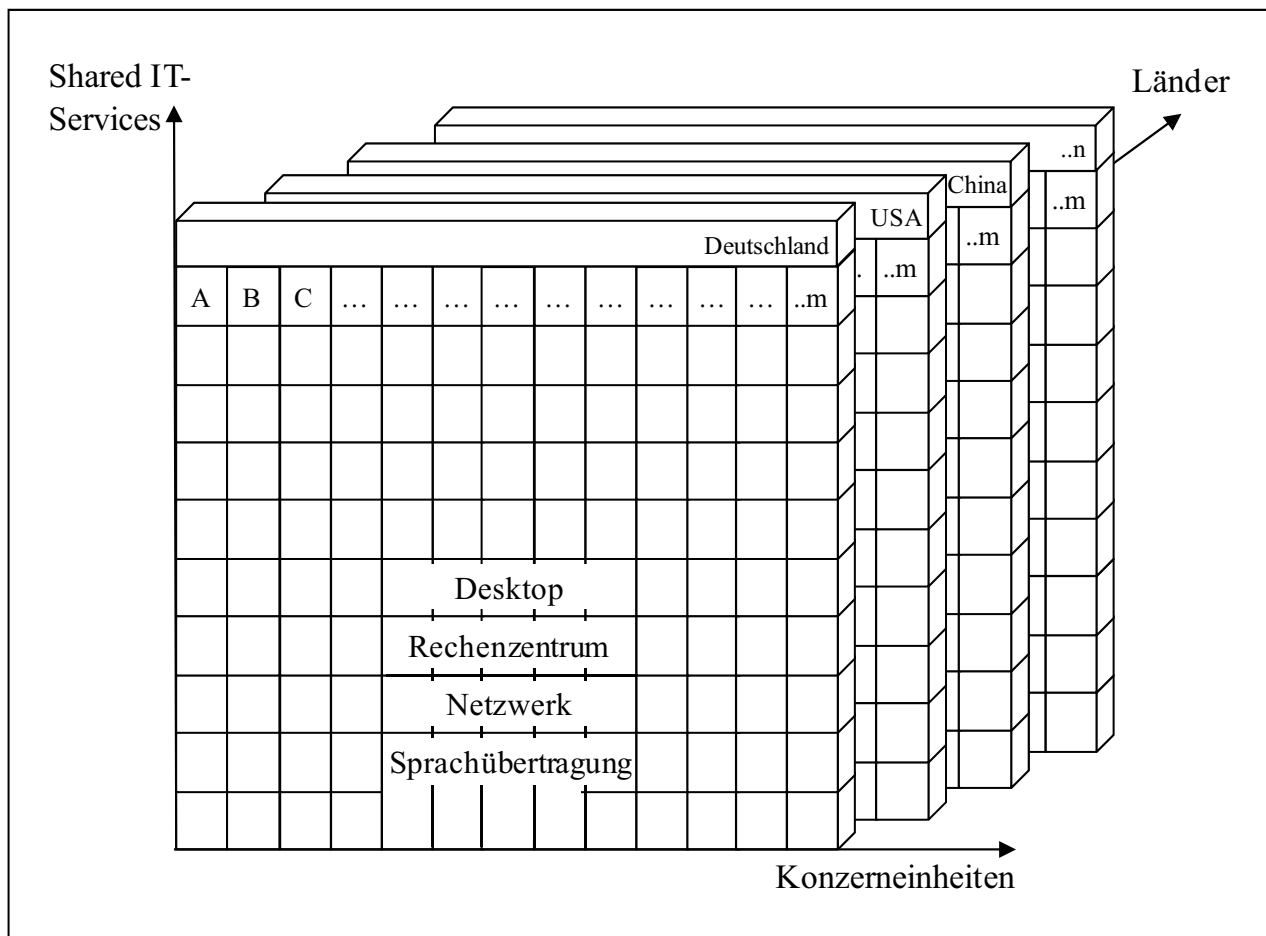 Shared IT-
Services
Länder
..n
China
..m
USA
..m
Deutschland
. ..m
A B C … … … … … … … … … ..m
Desktop
Rechenzentrum
Netzwerk
Sprachübertragung
Konzerneinheiten